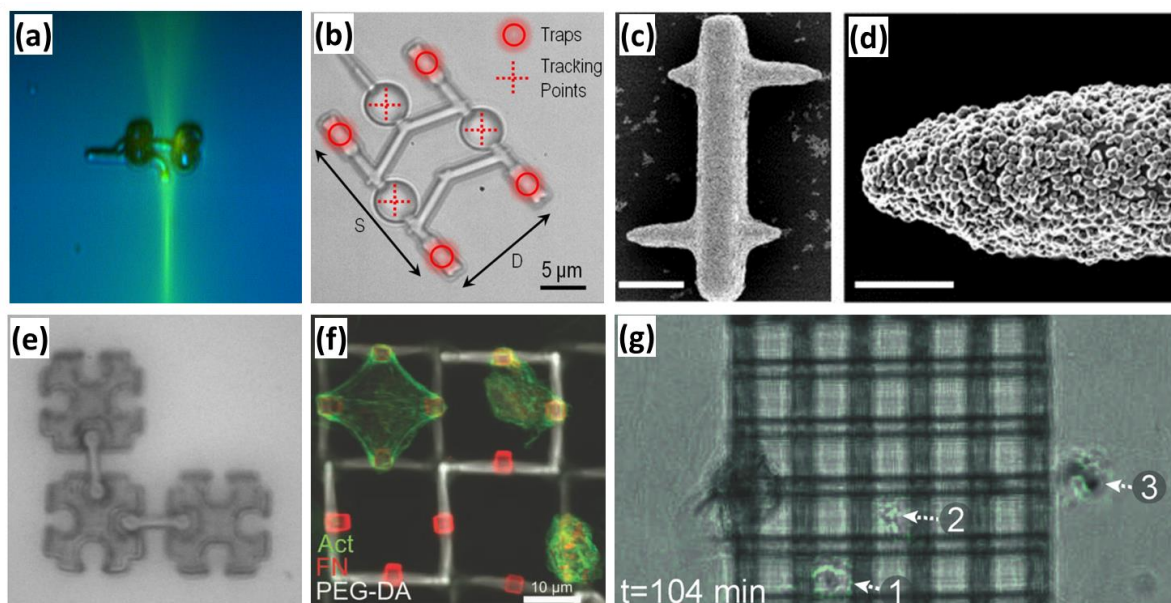 (a)
(b)
Traps
Tracking
Points
S
D
5 µm
(c)
(d)
(e)
(f)
Act
FN
PEG-DA
10 µm
(g)
3
2
1
t=104 min